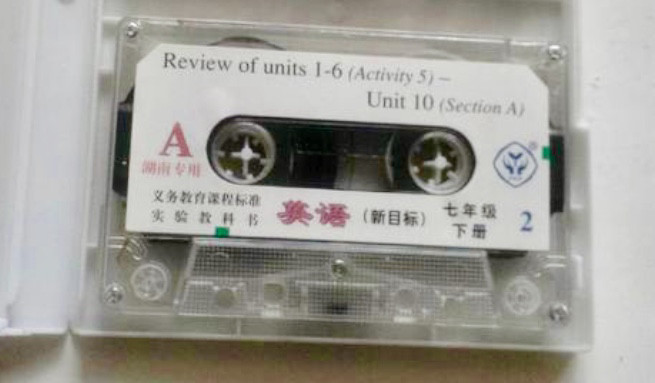 Review of units 1-6 (Activity 5) –
Unit 10 (Section A)
A
湖南专用
义务教育课程标准
实验教科书
英语 (新目标) 七年级
下册
2
®